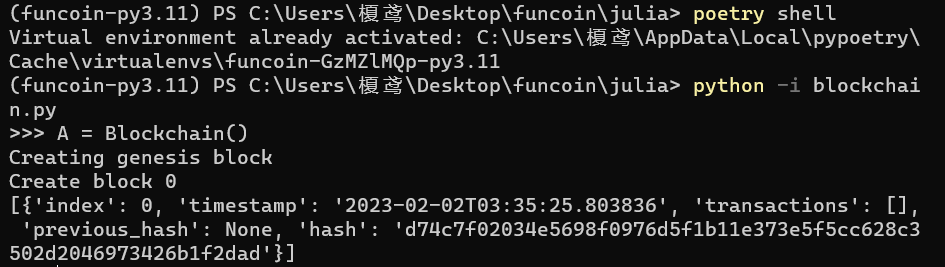 (funcoin-py3.11) PS C:\Users\榎鸢\Desktop\funcoin\julia> poetry shell
Virtual environment already activated: C:\Users\榎鸢\AppData\Local\pypoetry\
Cache\virtualenvs\funcoin-GzMZlMQp-py3.11
(funcoin-py3.11) PS C:\Users\榎鸢\Desktop\funcoin\julia> python -i blockchai
n.py
>>> A = Blockchain()
Creating genesis block
Create block 0
[{'index': 0, 'timestamp': '2023-02-02T03:35:25.803836', 'transactions': [],
 'previous_hash': None, 'hash': 'd74c7f02034e5698f0976d5f1b11e373e5f5cc628c3
502d2046973426b1f2dad'}]